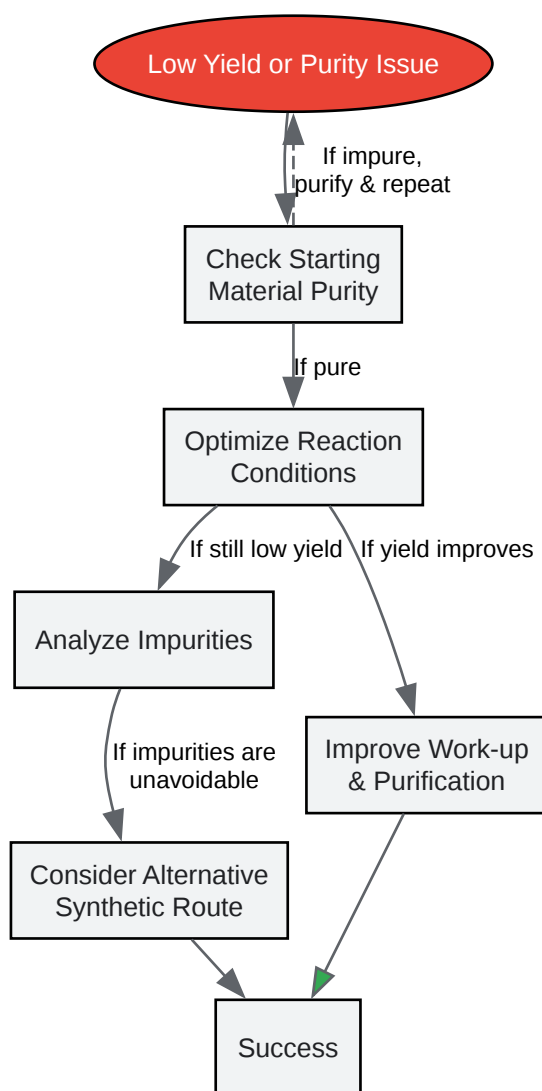 Low Yield or Purity Issue
If impure,
purify & repeat
Check Starting
Material Purity
If pure
Optimize Reaction
Conditions
If still low yield
If yield improves
Analyze Impurities
Improve Work-up
& Purification
If impurities are
unavoidable
Consider Alternative
Synthetic Route
Success